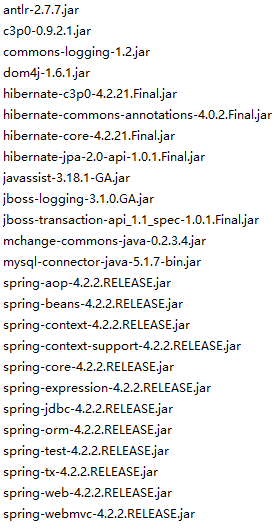 antlr-2.7.7.jar
c3p0-0.9.2.1.jar
commons-logging-1.2.jar
dom4j-1.6.1.jar
hibernate-c3p0-4.2.21.Final.jar
hibernate-commons-annotations-4.0.2.Final.jar
hibernate-core-4.2.21.Final.jar
hibernate-jpa-2.0-api-1.0.1.Final.jar
javassist-3.18.1-GA.jar
jboss-logging-3.1.0.GA.jar
jboss-transaction-api_1.1_spec-1.0.1.Final.jar
mchange-commons-java-0.2.3.4.jar
mysql-connector-java-5.1.7-bin.jar
spring-aop-4.2.2.RELEASE.jar
spring-beans-4.2.2.RELEASE.jar
spring-context-4.2.2.RELEASE.jar
spring-context-support-4.2.2.RELEASE.jar
spring-core-4.2.2.RELEASE.jar
spring-expression-4.2.2.RELEASE.jar
spring-jdbc-4.2.2.RELEASE.jar
spring-orm-4.2.2.RELEASE.jar
spring-test-4.2.2.RELEASE.jar
spring-tx-4.2.2.RELEASE.jar
spring-web-4.2.2.RELEASE.jar
spring-webmvc-4.2.2.RELEASE.jar